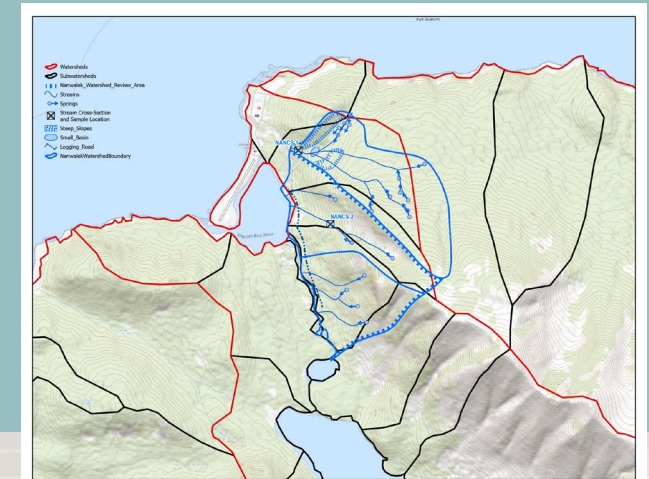 Watersheds
Subwatersheds
Nanwalek_Watershed_Review_Area
Streams
Springs
Stream Cross-Section
and Sample Location
Steep_Slopes
Small_Basin
Logging_Road
NanwalekWatershedBoundary
NANCS-1
NANCS-2